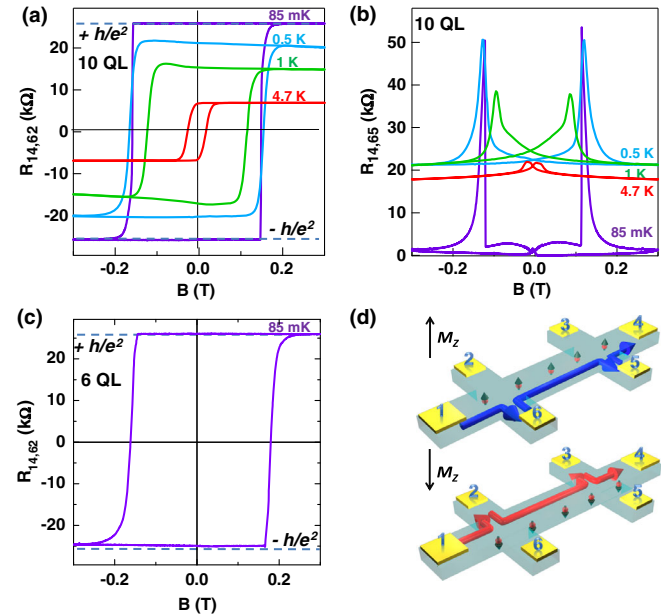 (a)
85 mK
+ h/e²
10 QL
0.5 K
1 K
4.7 K
- h/e²
20
10
0
-10
-20
R14,62 (kΩ)
-0.2
0.0
0.2
B (T)
(b)
10 QL
60
50
40
30
20
10
0
R14,65 (kΩ)
0.5 K
1 K
4.7 K
85 mK
-0.2
0.0
0.2
B (T)
(c)
85 mK
+ h/e²
6 QL
- h/e²
20
10
0
-10
-20
R14,62 (kΩ)
-0.2
0.0
0.2
B (T)
(d)
Mz
1
2
3
4
5
6
Mz
1
2
3
4
5
6